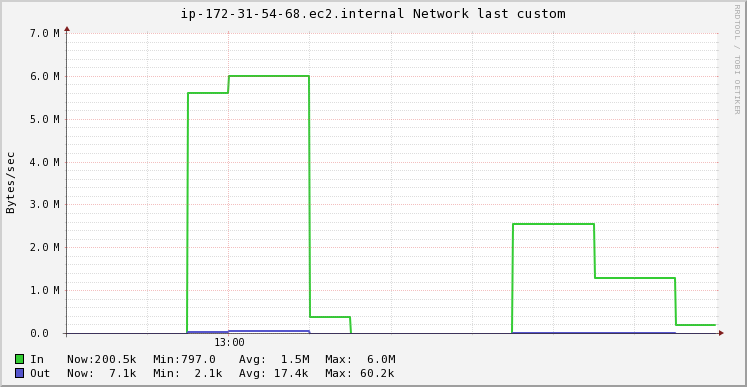 ip-172-31-54-68.ec2.internal Network last custom
RRDTOOL / TOBI OETIKER
Bytes/sec
7.0 M
6.0 M
5.0 M
4.0 M
3.0 M
2.0 M
1.0 M
0.0
13:00
In Now:200.5k Min:797.0 Avg: 1.5M Max: 6.0M
Out Now: 7.1k Min: 2.1k Avg: 17.4k Max: 60.2k